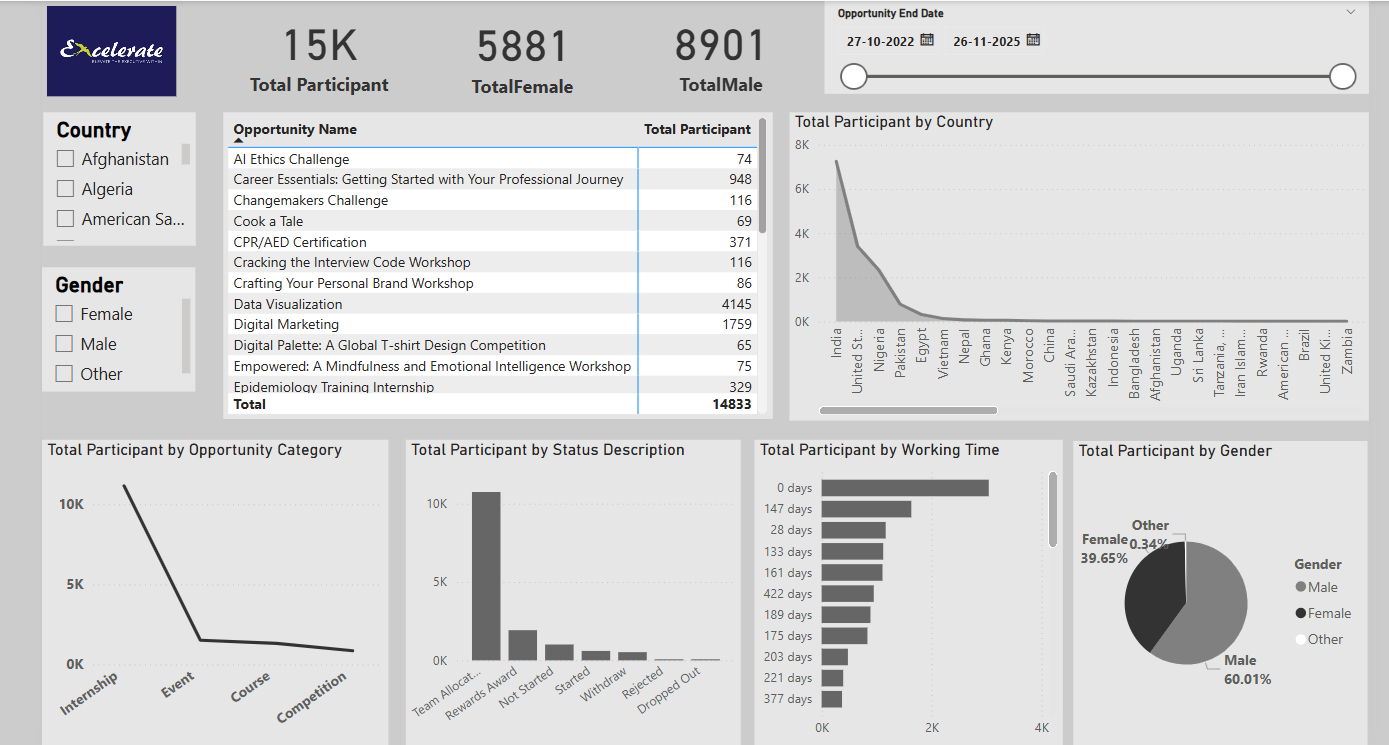 Excelerate
ELEVATE THE EXECUTIVE WITHIN
15K
Total Participant
5881
TotalFemale
8901
TotalMale
Opportunity End Date
27-10-2022 26-11-2025
Country
Afghanistan
Algeria
American Sa...
Gender
Female
Male
Other
Opportunity Name Total Participant
AI Ethics Challenge 74
Career Essentials: Getting Started with Your Professional Journey 948
Changemakers Challenge 116
Cook a Tale 69
CPR/AED Certification 371
Cracking the Interview Code Workshop 116
Crafting Your Personal Brand Workshop 86
Data Visualization 4145
Digital Marketing 1759
Digital Palette: A Global T-shirt Design Competition 65
Empowered: A Mindfulness and Emotional Intelligence Workshop 75
Epidemiology Training Internship 329
Total 14833
Total Participant by Country
8K
6K
4K
2K
0K
India
United St...
Nigeria
Pakistan
Egypt
Vietnam
Nepal
Ghana
Kenya
Morocco
China
Saudi Ara...
Kazakhstan
Indonesia
Bangladesh
Afghanistan
Uganda
Sri Lanka
Tanzania, ...
Iran Islam...
Rwanda
American ...
Brazil
United Ki...
Zambia
Total Participant by Opportunity Category
10K
5K
0K
Internship
Event
Course
Competition
Total Participant by Status Description
10K
5K
0K
Team Allocat...
Rewards Award
Not Started
Started
Withdraw
Rejected
Dropped Out
Total Participant by Working Time
0 days
147 days
28 days
133 days
161 days
422 days
189 days
175 days
203 days
221 days
377 days
0K 2K 4K
Total Participant by Gender
Other
0.34%
Female
39.65%
Male
60.01%
Gender
Male
Female
Other